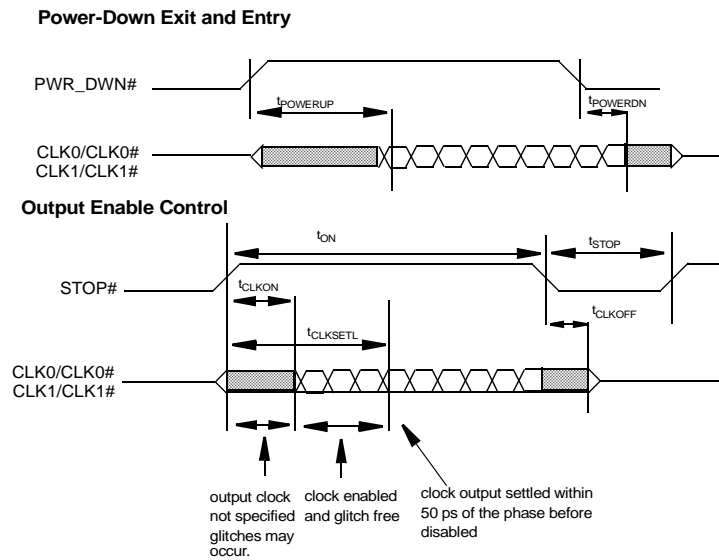 Power-Down Exit and Entry
PWR_DWN#
tPOWERUP
tPOWERDN
CLK0/CLK0#
CLK1/CLK1#
Output Enable Control
tON
tSTOP
STOP#
tCLKON
tCLKSETL
tCLKOFF
CLK0/CLK0#
CLK1/CLK1#
output clock
not specified
glitches may
occur.
clock enabled
and glitch free
clock output settled within
50 ps of the phase before
disabled